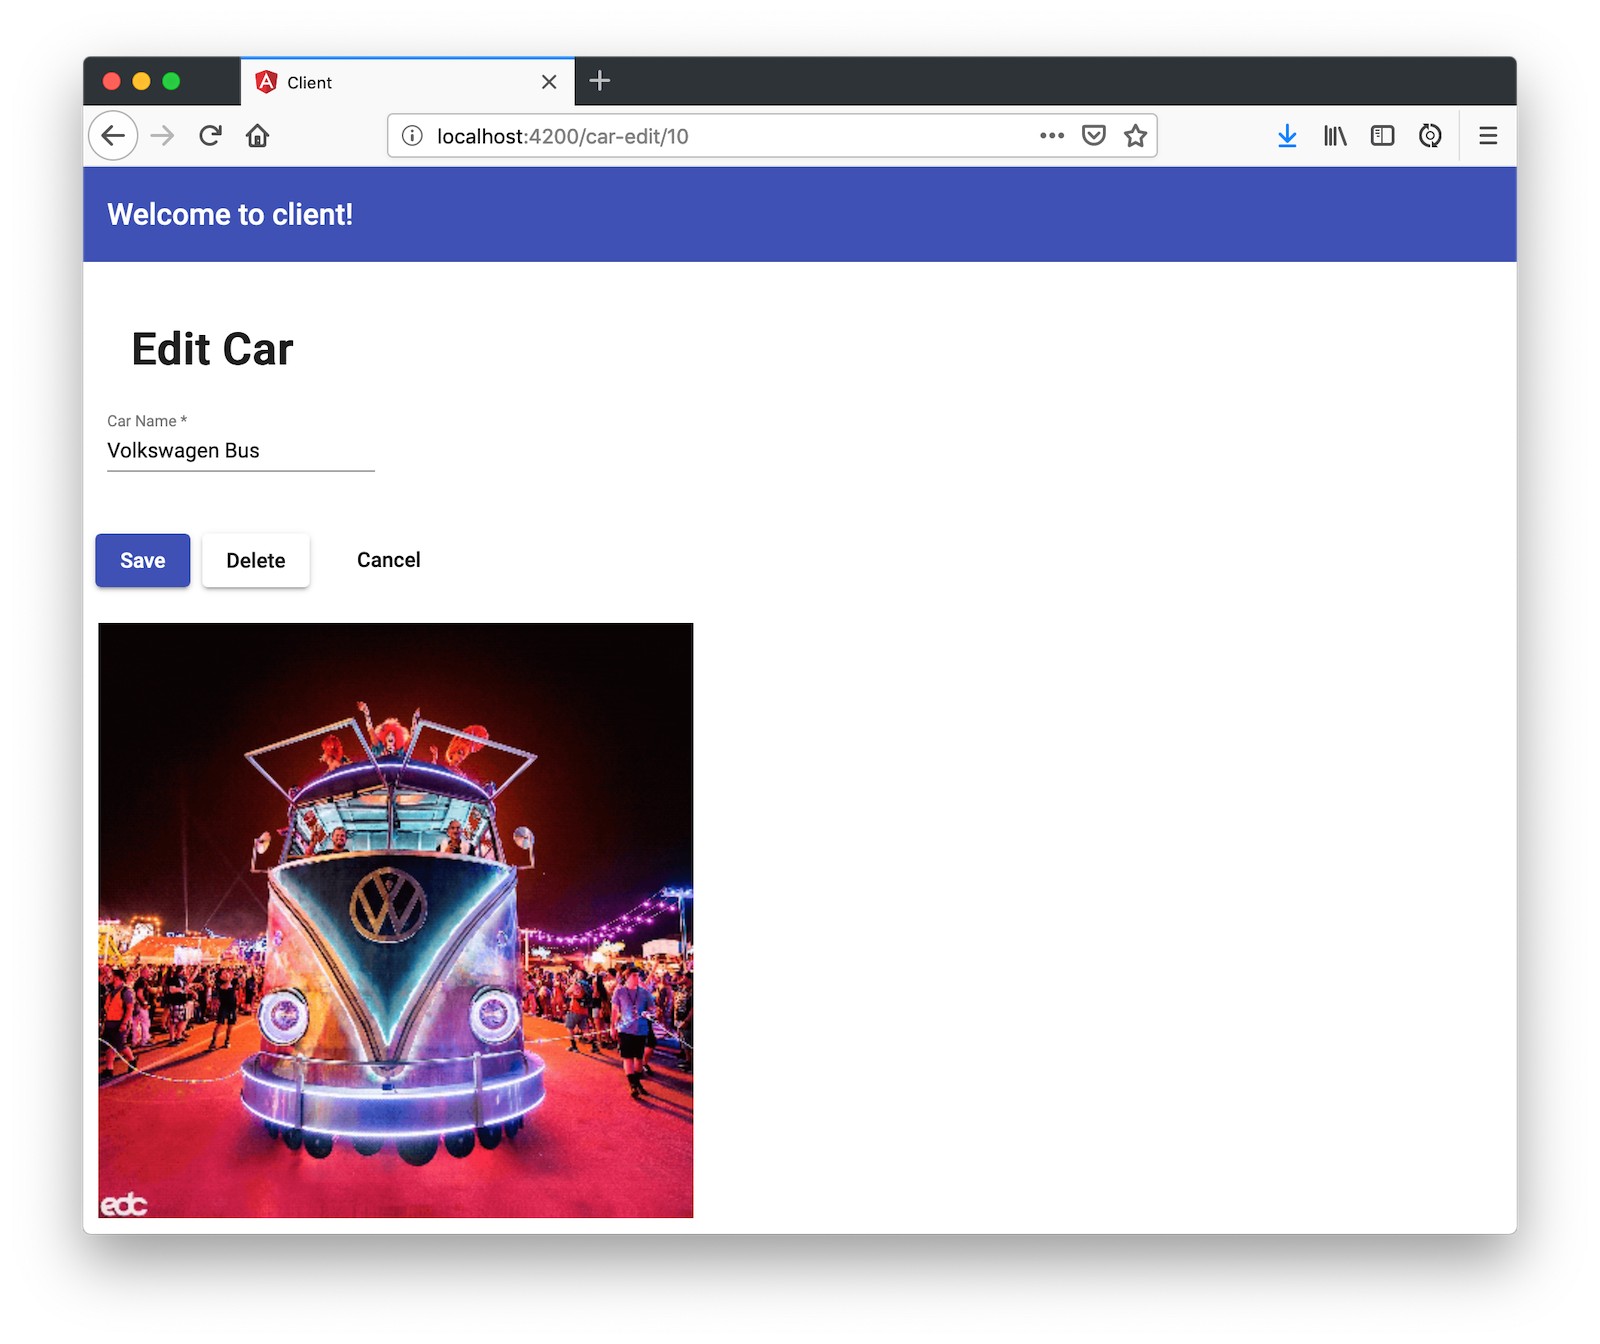 Client
localhost:4200/car-edit/10
Welcome to client!
Edit Car
Car Name *
Volkswagen Bus
Save Delete Cancel
edc